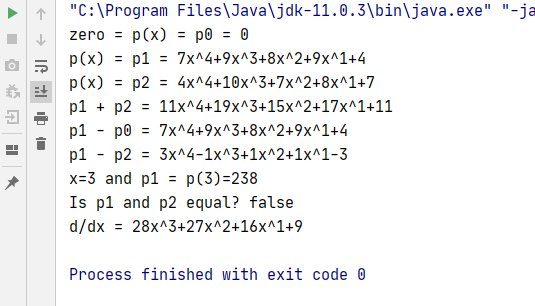 "C:\Program Files\Java\jdk-11.0.3\bin\java.exe" "-ja
zero = p(x) = p0 = 0
p(x) = p1 = 7x^4+9x^3+8x^2+9x^1+4
p(x) = p2 = 4x^4+10x^3+7x^2+8x^1+7
p1 + p2 = 11x^4+19x^3+15x^2+17x^1+11
p1 - p0 = 7x^4+9x^3+8x^2+9x^1+4
p1 - p2 = 3x^4-1x^3+1x^2+1x^1-3
x=3 and p1 = p(3)=238
Is p1 and p2 equal? false
d/dx = 28x^3+27x^2+16x^1+9
Process finished with exit code 0